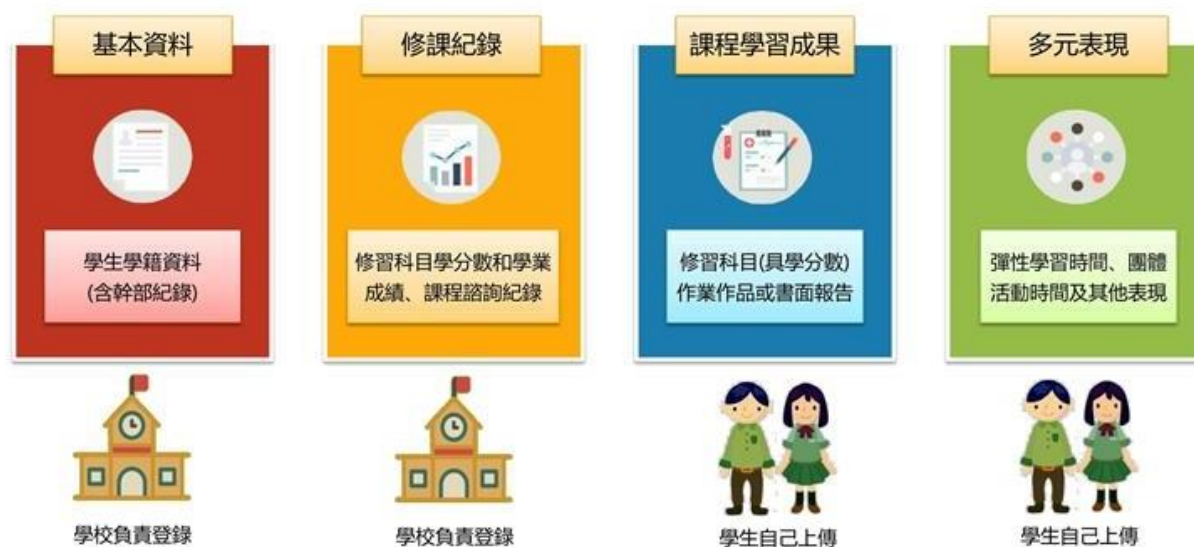 基本資料
修課紀錄
課程學習成果
多元表現
學生學籍資料
(含幹部紀錄)
修習科目學分數和學業
成績、課程諮詢紀錄
修習科目(具學分數)
作業作品或書面報告
彈性學習時間、團體
活動時間及其他表現
學校負責登錄
學校負責登錄
學生自己上傳
學生自己上傳